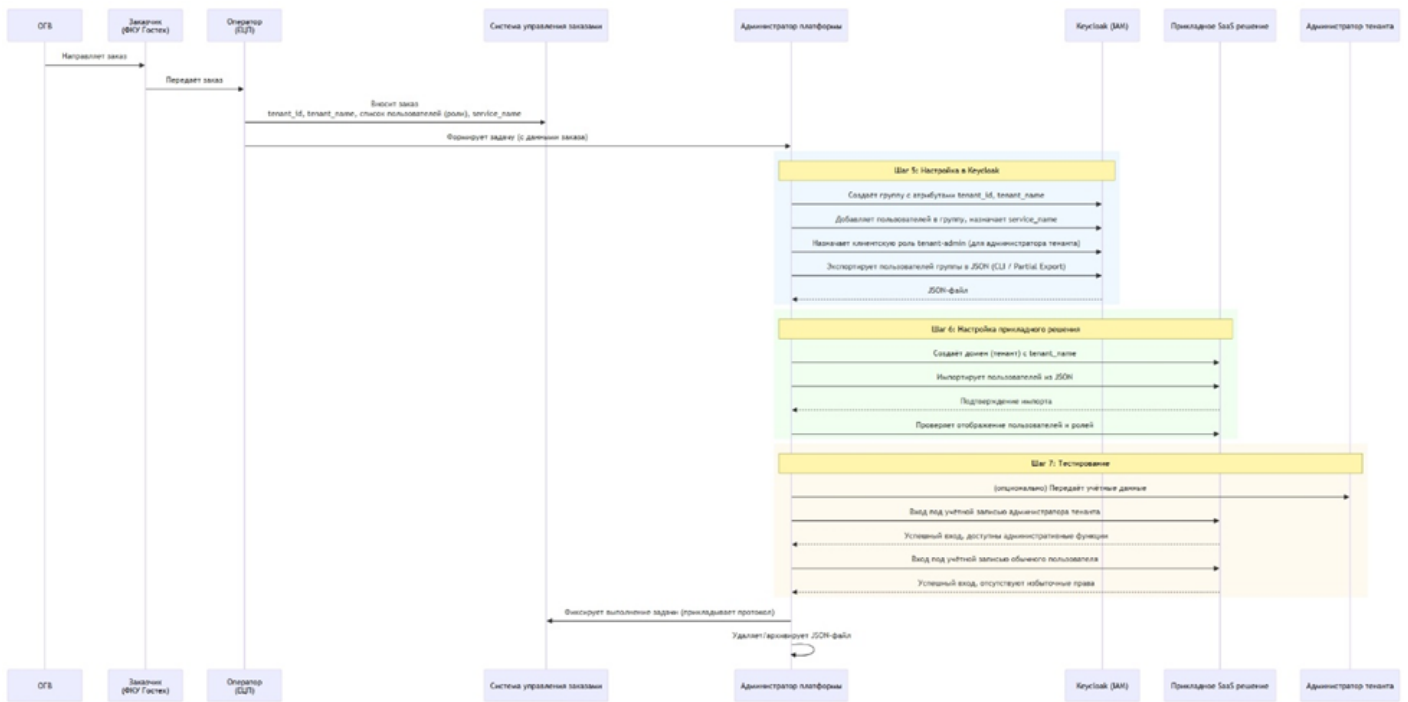 ОГВ
Заказчик
(ФКУ Гостех)
Оператор
(ЕЦП)
Система управления заказами
Администратор платформы
Keycloak (IAM)
Прикладное SaaS решение
Администратор тенанта
Направляет заказ
Передаёт заказ
Вносит заказ
tenant_id, tenant_name, список пользователей (роли), service_name
Формирует задачу (с данными заказа)
Шаг 5: Настройка в Keycloak
Создаёт группу с атрибутами tenant_id, tenant_name
Добавляет пользователей в группу, назначает service_name
Назначает клиентскую роль tenant-admin (для администратора тенанта)
Экспортирует пользователей группы в JSON (CLI / Partial Export)
JSON-файл
Шаг 6: Настройка прикладного решения
Создаёт домен (тенант) с tenant_name
Импортирует пользователей из JSON
Подтверждение импорта
Проверяет отображение пользователей и ролей
Шаг 7: Тестирование
(опционально) Передаёт учётные данные
Вход под учётной записью администратора тенанта
Успешный вход, доступны административные функции
Вход под учётной записью обычного пользователя
Успешный вход, отсутствуют избыточные права
Фиксирует выполнение задачи (прикладывает протокол)
Удаляет/архивирует JSON-файл
ОГВ
Заказчик
(ФКУ Гостех)
Оператор
(ЕЦП)
Система управления заказами
Администратор платформы
Keycloak (IAM)
Прикладное SaaS решение
Администратор тенанта